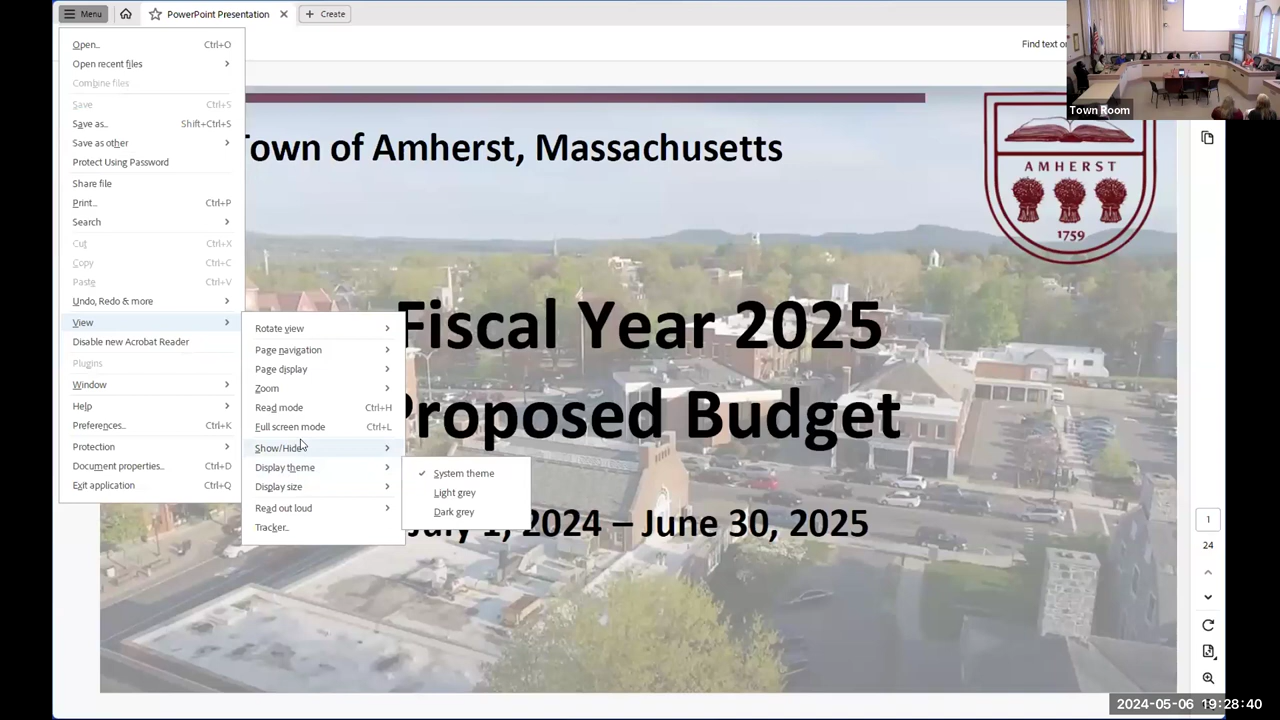 Menu
PowerPoint Presentation
Create
Find text or
Open...
Ctrl+O
Open recent files
Combine files
Save
Ctrl+S
Save as...
Shift+Ctrl+S
Save as other
Protect Using Password
Share file
Print...
Ctrl+P
Search
Cut
Ctrl+X
Copy
Ctrl+C
Paste
Ctrl+V
Undo, Redo & more
View
Disable new Acrobat Reader
Plugins
Window
Help
Preferences...
Ctrl+K
Protection
Document properties...
Ctrl+D
Exit application
Ctrl+Q
Rotate view
Page navigation
Page display
Zoom
Read mode
Ctrl+H
Full screen mode
Ctrl+L
Show/Hide
Display theme
Display size
Read out loud
Tracker...
System theme
Light grey
Dark grey
Town of Amherst, Massachusetts
AMHERST
1759
Fiscal Year 2025
Proposed Budget
July 1, 2024 – June 30, 2025
Town Room
1
24
2024-05-06 19:28:40